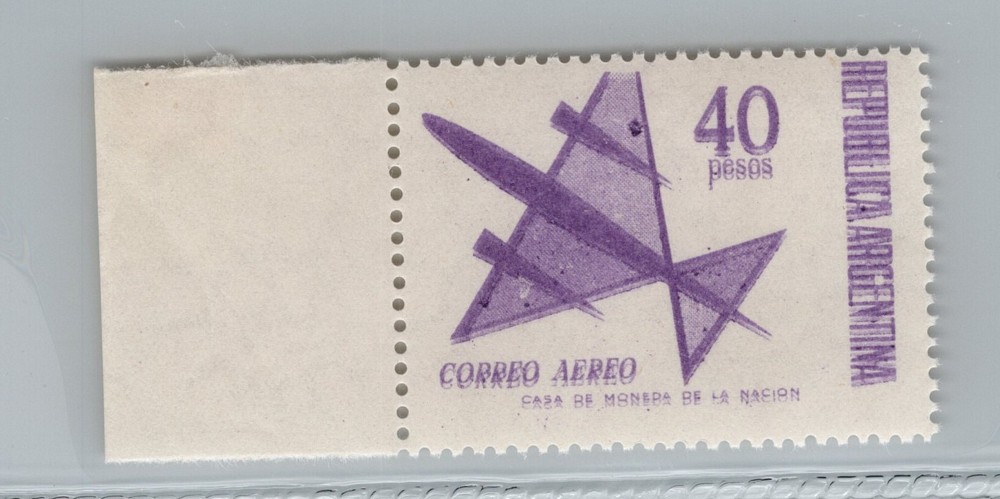 40
pesos
REPUBLICA ARGENTINA
CORREO AEREO
CASA DE MONEDA DE LA NACION